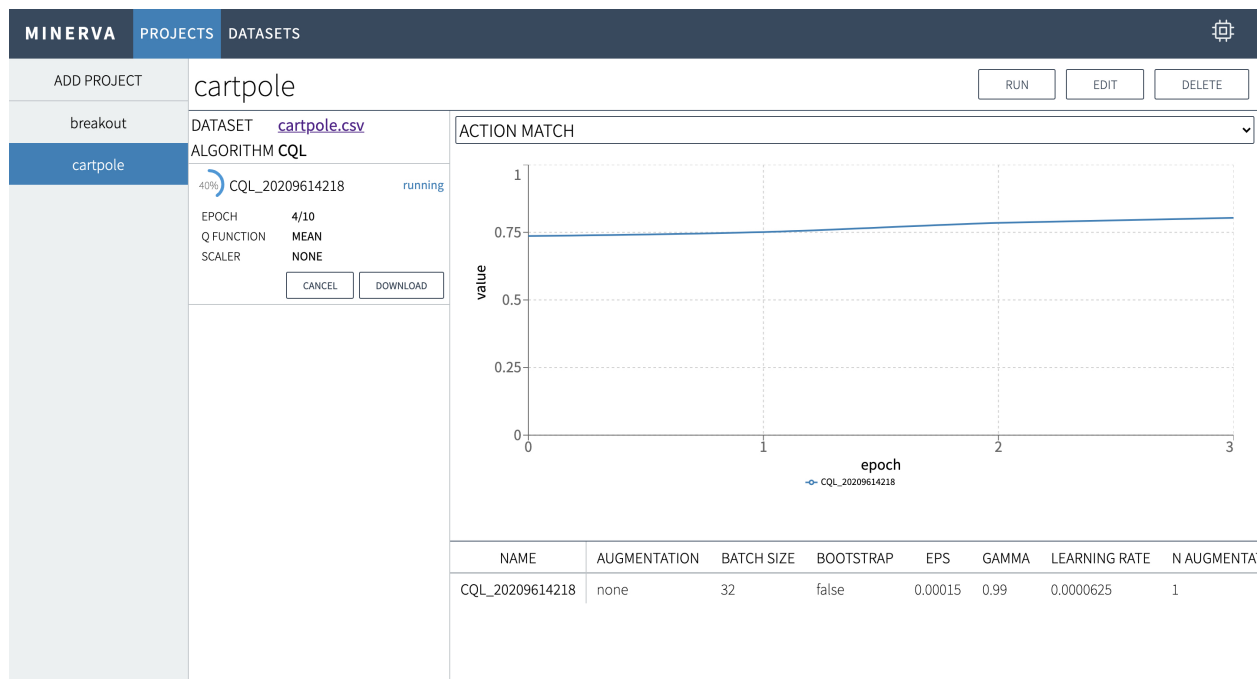 MINERVA PROJECTS DATASETS
ADD PROJECT
breakout
cartpole
cartpole
RUN EDIT DELETE
DATASET cartpole.csv
ALGORITHM CQL
40% CQL_20209614218 running
EPOCH 4/10
Q FUNCTION MEAN
SCALER NONE
CANCEL DOWNLOAD
ACTION MATCH
1
0.75
0.5
0.25
0
value
0 1 2 3
epoch
CQL_20209614218
NAME AUGMENTATION BATCH SIZE BOOTSTRAP EPS GAMMA LEARNING RATE N AUGMENTA
CQL_20209614218 none 32 false 0.00015 0.99 0.0000625 1